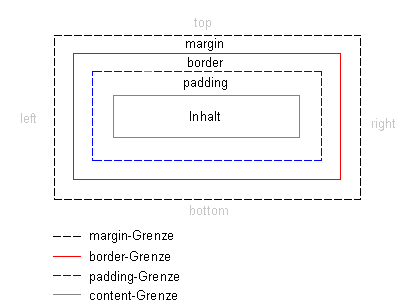 top
margin
border
padding
left
Inhalt
right
bottom
margin-Grenze
border-Grenze
padding-Grenze
content-Grenze